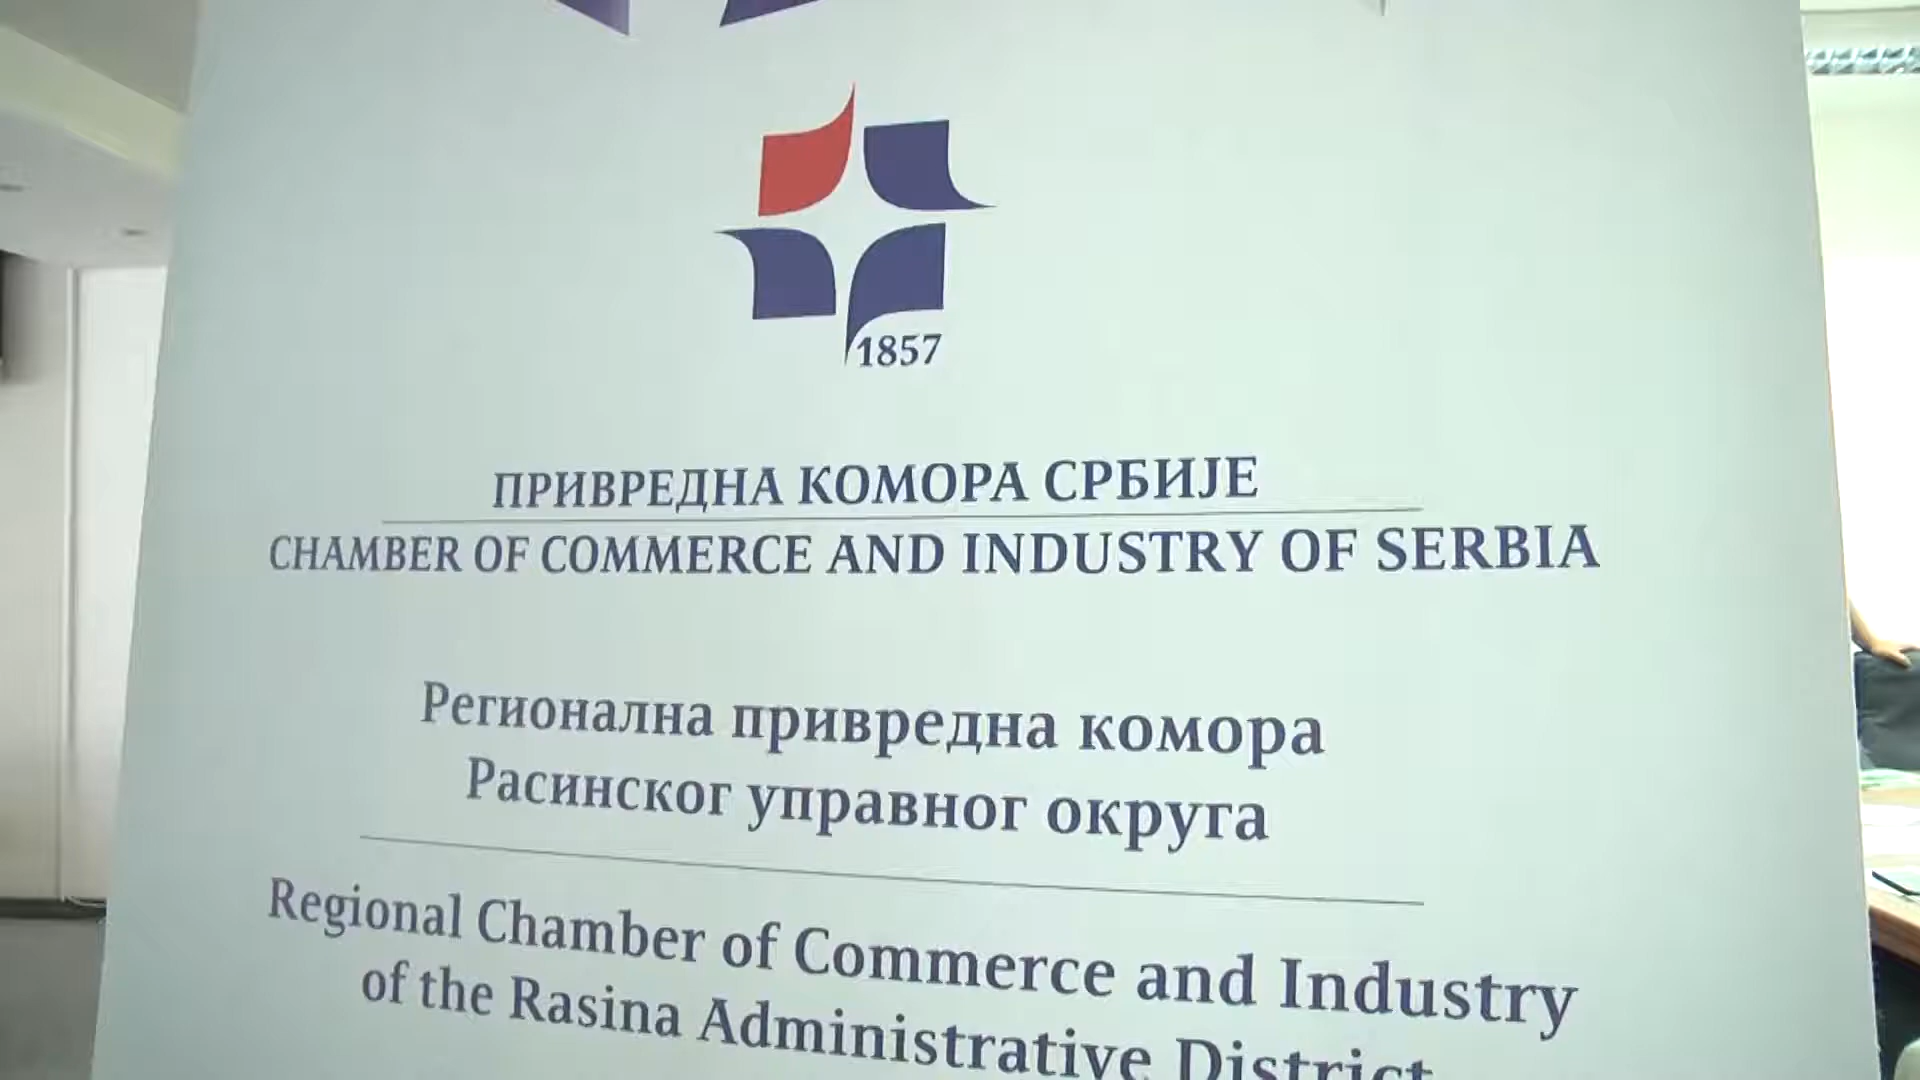 1857
ПРИВРЕДНА КОМОРА СРБИЈЕ
CHAMBER OF COMMERCE AND INDUSTRY OF SERBIA
Регионална привредна комора
Расинског управног округа
Regional Chamber of Commerce and Industry
of the Rasina Administrative District